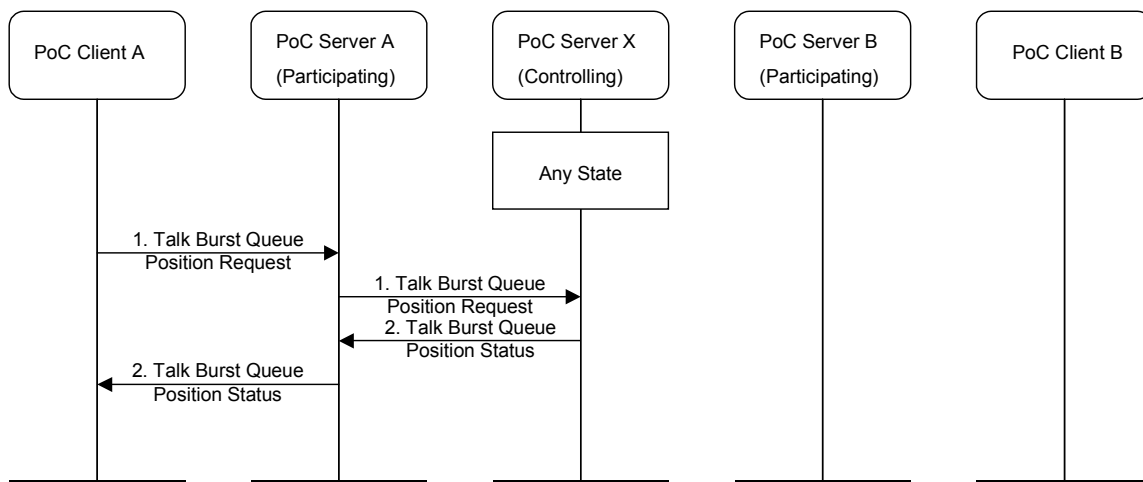 PoC Client A
PoC Server A
(Participating)
PoC Server X
(Controlling)
PoC Server B
(Participating)
PoC Client B
Any State
1. Talk Burst Queue
Position Request
1. Talk Burst Queue
Position Request
2. Talk Burst Queue
Position Status
2. Talk Burst Queue
Position Status